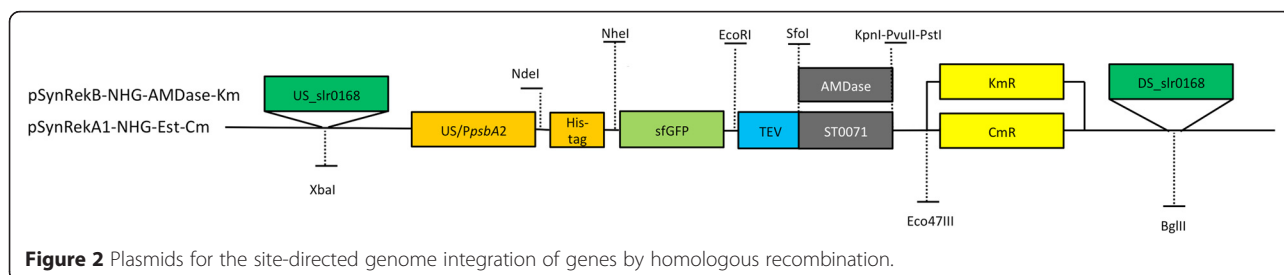 NheI
EcoRI
SfoI
KpnI-PvuII-PstI
NdeI
pSynRekB-NHG-AMDase-Km
US_slr0168
AMDase
KmR
DS_slr0168
pSynRekA1-NHG-Est-Cm
US/PpsbA2
His-
tag
sfGFP
TEV
ST0071
CmR
XbaI
Eco47III
BglII
Figure 2 Plasmids for the site-directed genome integration of genes by homologous recombination.